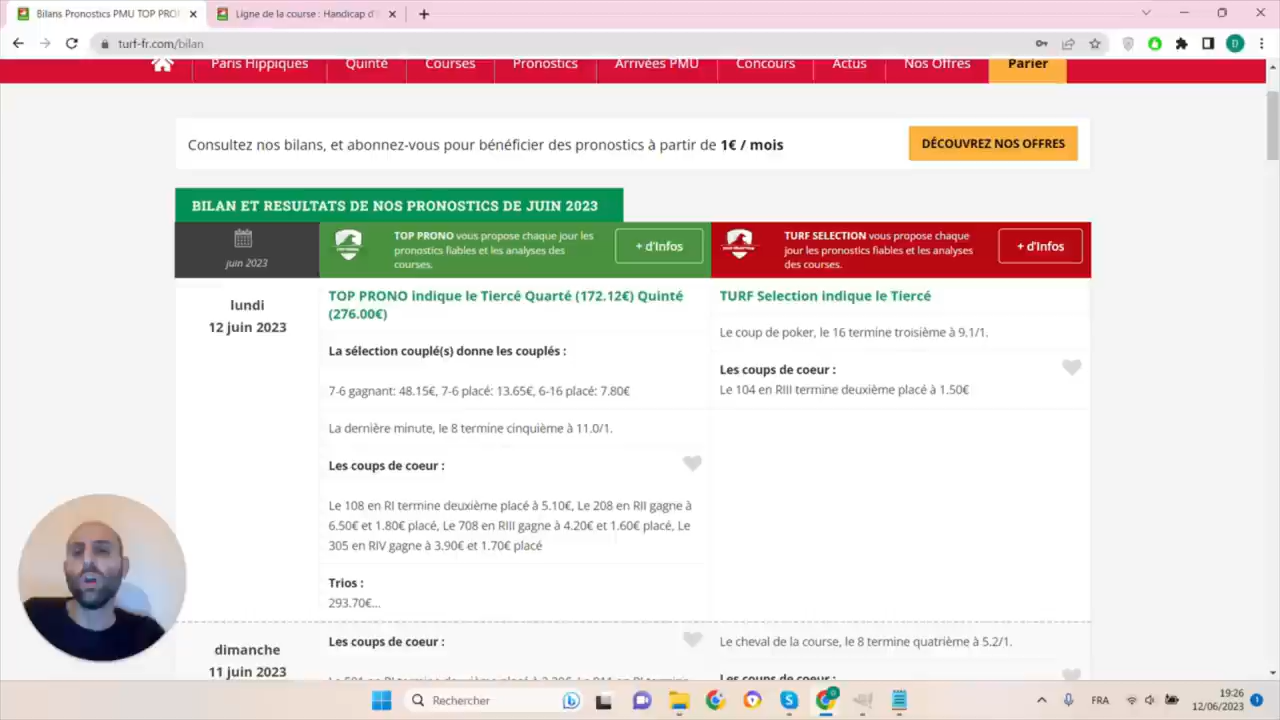 Bilans Pronostics PMU TOP PRO
Ligne de la course : Handicap d'
turf-fr.com/bilan
Paris Hippiques
Quinté
Courses
Pronostics
Arrivées PMU
Concours
Actus
Nos Offres
Parier
Consultez nos bilans, et abonnez-vous pour bénéficier des pronostics à partir de 1€ / mois
DÉCOUVREZ NOS OFFRES
BILAN ET RESULTATS DE NOS PRONOSTICS DE JUIN 2023
juin 2023
TOP PRONO vous propose chaque jour les
pronostics fiables et les analyses des
courses.
+ d'Infos
TURF SELECTION vous propose chaque
jour les pronostics fiables et les analyses
des courses.
+ d'Infos
lundi
12 juin 2023
TOP PRONO indique le Tiercé Quarté (172.12€) Quinté
(276.00€)
La sélection couplé(s) donne les couplés :
7-6 gagnant: 48.15€, 7-6 placé: 13.65€, 6-16 placé: 7.80€
La dernière minute, le 8 termine cinquième à 11.0/1.
Les coups de coeur :
Le 108 en RI termine deuxième placé à 5.10€, Le 208 en RII gagne à
6.50€ et 1.80€ placé, Le 708 en RIII gagne à 4.20€ et 1.60€ placé, Le
305 en RIV gagne à 3.90€ et 1.70€ placé
Trios :
293.70€...
TURF Selection indique le Tiercé
Le coup de poker, le 16 termine troisième à 9.1/1.
Les coups de coeur :
Le 104 en RIII termine deuxième placé à 1.50€
dimanche
11 juin 2023
Les coups de coeur :
Le cheval de la course, le 8 termine quatrième à 5.2/1.
Les coups de coeur :
Rechercher
FRA
19:26
12/06/2023